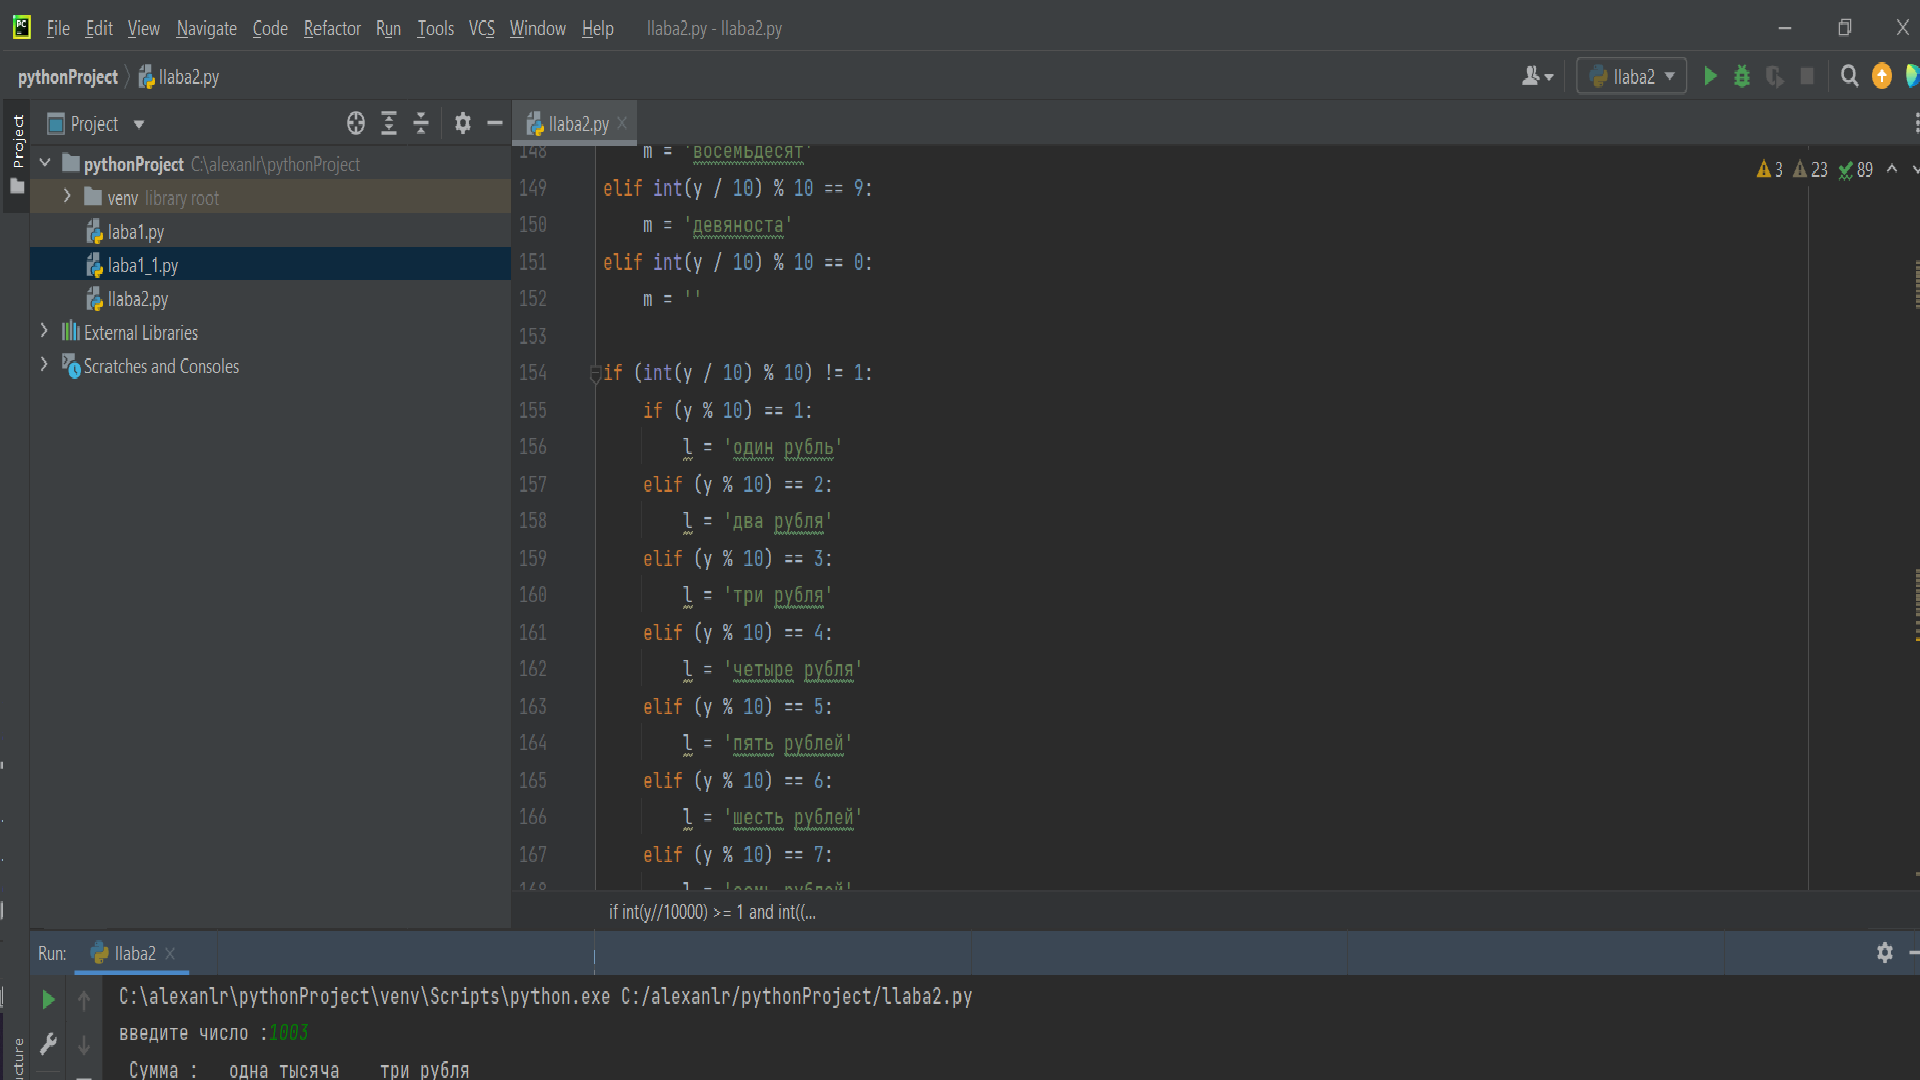 File Edit View Navigate Code Refactor Run Tools VCS Window Help llaba2.py - llaba2.py
pythonProject llaba2.py llaba2
Project Project llaba2.py
pythonProject C:\alexanlr\pythonProject
venv library root
laba1.py
laba1_1.py
llaba2.py
External Libraries
Scratches and Consoles
3 23 89
148 m = 'восемьдесят'
149 elif int(y / 10) % 10 == 9:
150 m = 'девяноста'
151 elif int(y / 10) % 10 == 0:
152 m = ''
153
154 if (int(y / 10) % 10) != 1:
155 if (y % 10) == 1:
156 l = 'один рубль'
157 elif (y % 10) == 2:
158 l = 'два рубля'
159 elif (y % 10) == 3:
160 l = 'три рубля'
161 elif (y % 10) == 4:
162 l = 'четыре рубля'
163 elif (y % 10) == 5:
164 l = 'пять рублей'
165 elif (y % 10) == 6:
166 l = 'шесть рублей'
167 elif (y % 10) == 7:
168 l = 'семь рублей'
if int(y//10000) >= 1 and int((...
Run: llaba2
C:\alexanlr\pythonProject\venv\Scripts\python.exe C:/alexanlr/pythonProject/llaba2.py
введите число :1003
Сумма : одна тысяча три рубля